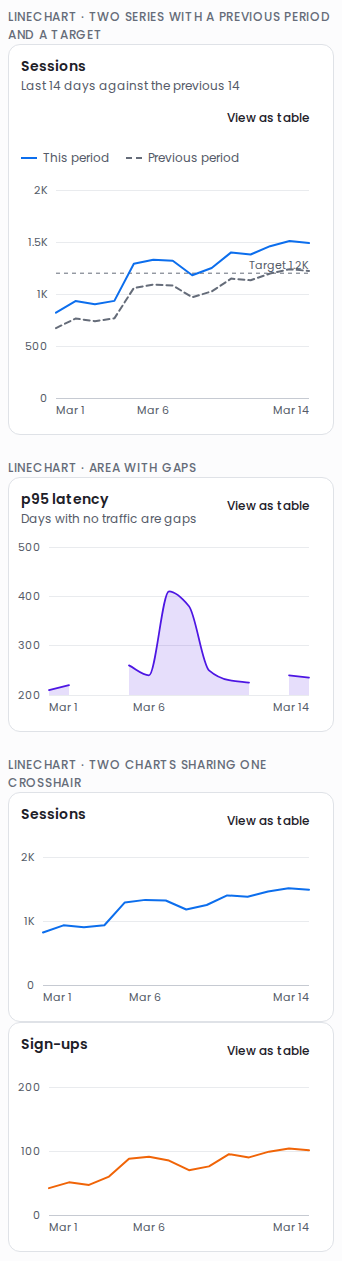 LINECHART · TWO SERIES WITH A PREVIOUS PERIOD
AND A TARGET
Sessions
Last 14 days against the previous 14
View as table
This period
Previous period
2K
1.5K
Target 1.2K
1K
500
0
Mar 1
Mar 6
Mar 14
LINECHART · AREA WITH GAPS
p95 latency
View as table
Days with no traffic are gaps
500
400
300
200
Mar 1
Mar 6
Mar 14
LINECHART · TWO CHARTS SHARING ONE
CROSSHAIR
Sessions
View as table
2K
1K
0
Mar 1
Mar 6
Mar 14
Sign-ups
View as table
200
100
0
Mar 1
Mar 6
Mar 14